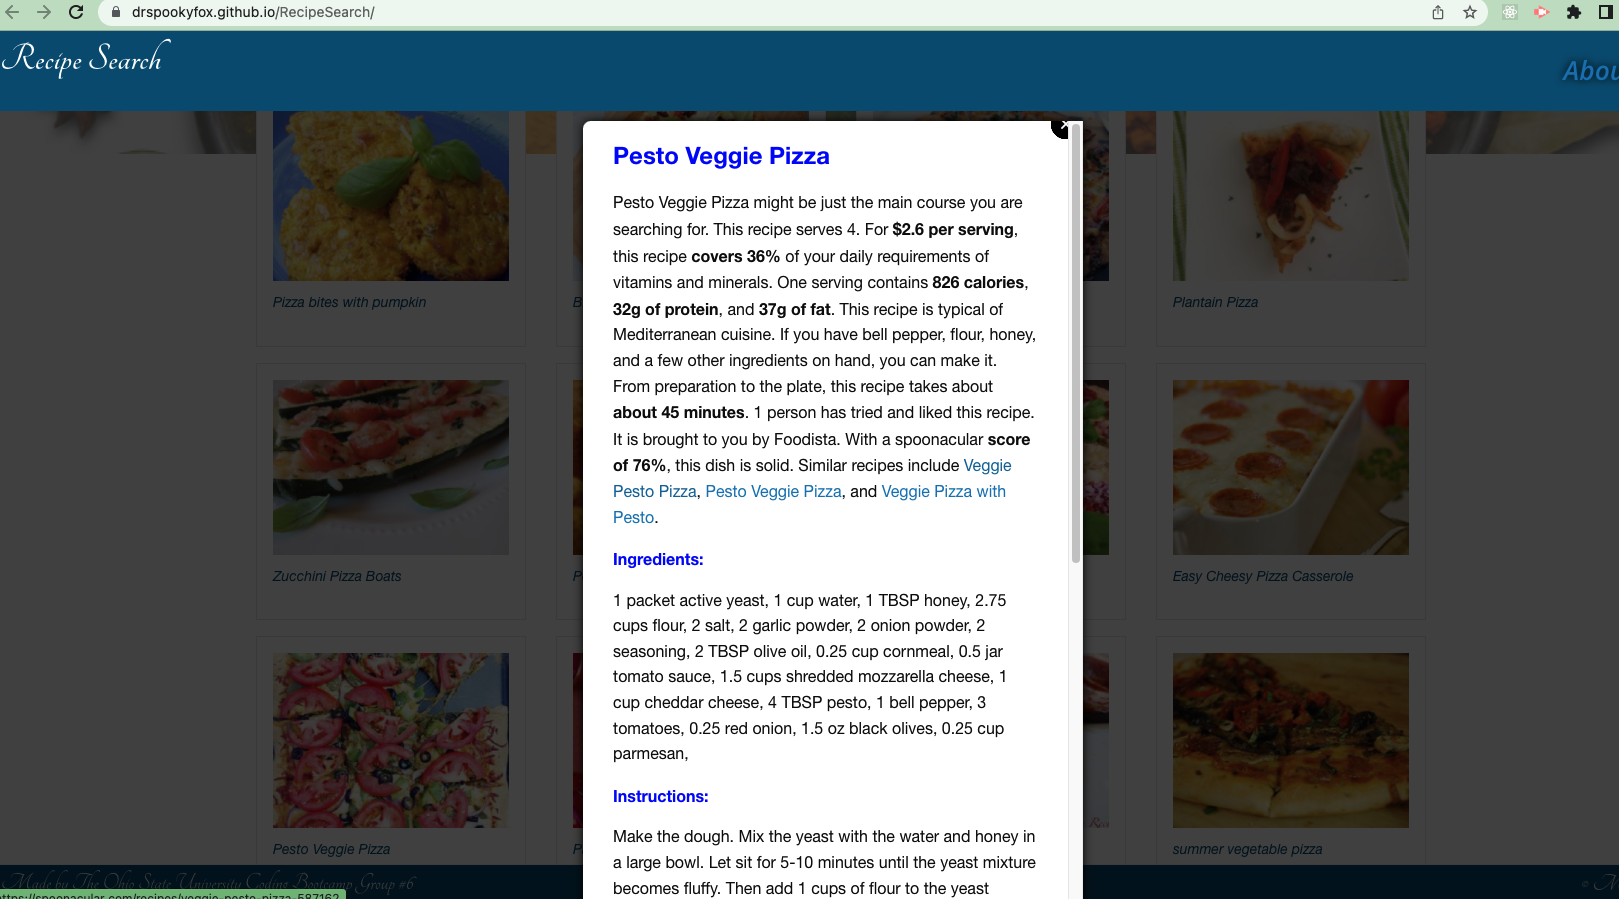 drspookyfox.github.io/RecipeSearch/
Recipe Search
Abou
Pesto Veggie Pizza
Pesto Veggie Pizza might be just the main course you are
searching for. This recipe serves 4. For $2.6 per serving,
this recipe covers 36% of your daily requirements of
vitamins and minerals. One serving contains 826 calories,
32g of protein, and 37g of fat. This recipe is typical of
Mediterranean cuisine. If you have bell pepper, flour, honey,
and a few other ingredients on hand, you can make it.
From preparation to the plate, this recipe takes about
about 45 minutes. 1 person has tried and liked this recipe.
It is brought to you by Foodista. With a spoonacular score
of 76%, this dish is solid. Similar recipes include Veggie
Pesto Pizza, Pesto Veggie Pizza, and Veggie Pizza with
Pesto.
Ingredients:
1 packet active yeast, 1 cup water, 1 TBSP honey, 2.75
cups flour, 2 salt, 2 garlic powder, 2 onion powder, 2
seasoning, 2 TBSP olive oil, 0.25 cup cornmeal, 0.5 jar
tomato sauce, 1.5 cups shredded mozzarella cheese, 1
cup cheddar cheese, 4 TBSP pesto, 1 bell pepper, 3
tomatoes, 0.25 red onion, 1.5 oz black olives, 0.25 cup
parmesan,
Instructions:
Make the dough. Mix the yeast with the water and honey in
a large bowl. Let sit for 5-10 minutes until the yeast mixture
becomes fluffy. Then add 1 cups of flour to the yeast
Pizza bites with pumpkin
B
Plantain Pizza
Zucchini Pizza Boats
P
Easy Cheesy Pizza Casserole
Pesto Veggie Pizza
P
summer vegetable pizza
Made by The Ohio State University Coding Bootcamp Group #6
ttps://spoonacular.com/recipes/veggie-pesto-pizza-587162